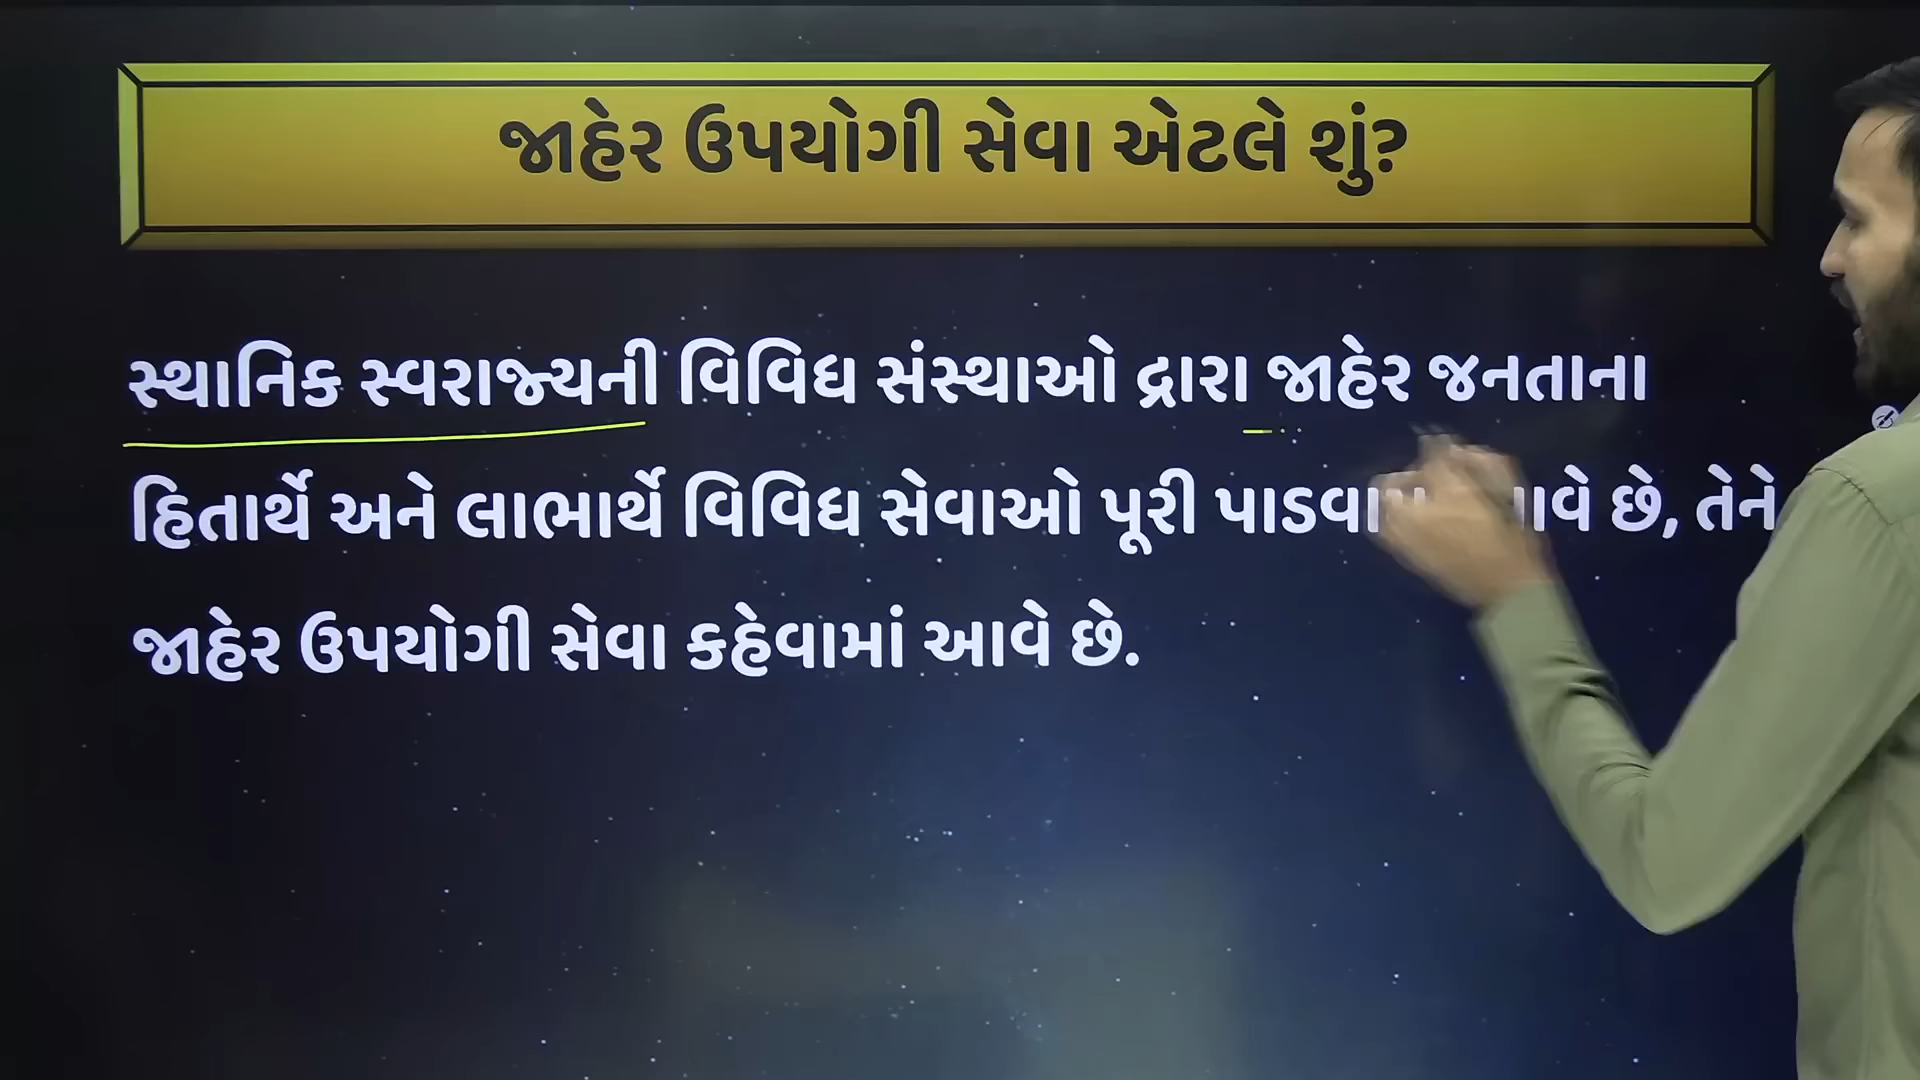 જાહેર ઉપયોગી સેવા એટલે શું?
સ્થાનિક સ્વરાજ્યની વિવિધ સંસ્થાઓ દ્રારા જાહેર જનતાના
હિતાર્થે અને લાભાર્થે વિવિધ સેવાઓ પૂરી છે, તેને
જાહેર ઉપયોગી સેવા કહેવામાં આવે છે.